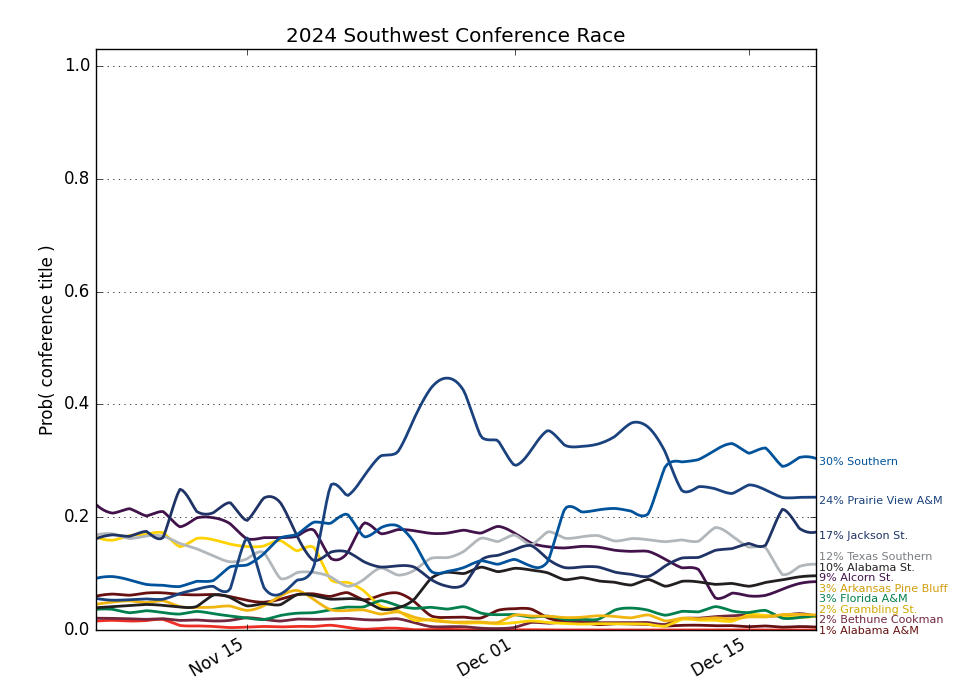 2024 Southwest Conference Race
Prob( conference title )
1.0
0.8
0.6
0.4
0.2
0.0
Nov 15
Dec 01
Dec 15
30% Southern
24% Prairie View A&M
17% Jackson St.
12% Texas Southern
10% Alabama St.
9% Alcorn St.
3% Arkansas Pine Bluff
3% Florida A&M
2% Grambling St.
2% Bethune Cookman
1% Alabama A&M